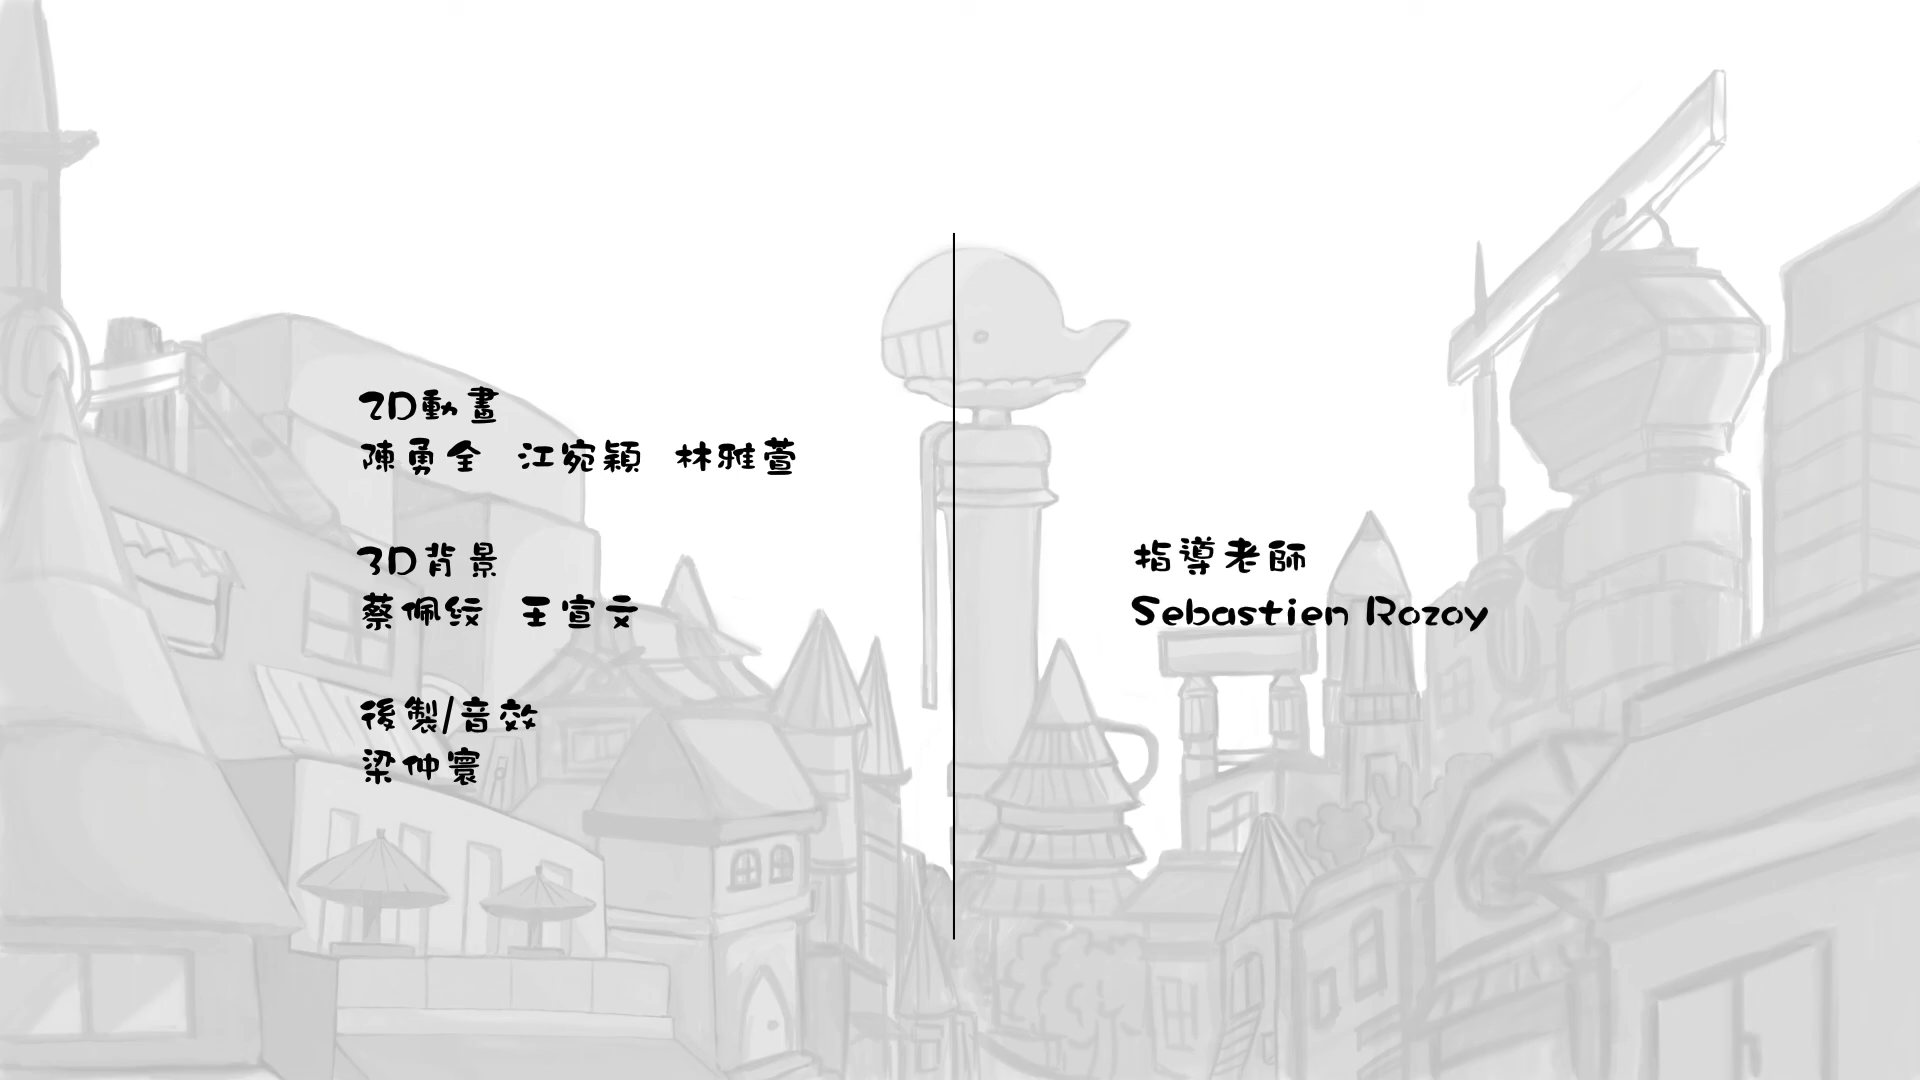 2D動畫
陳勇全 江宛穎 林雅萱
3D背景
蔡佩紋 王宣文
後製/音效
梁仲寰
指導老師
Sebastien Rozoy